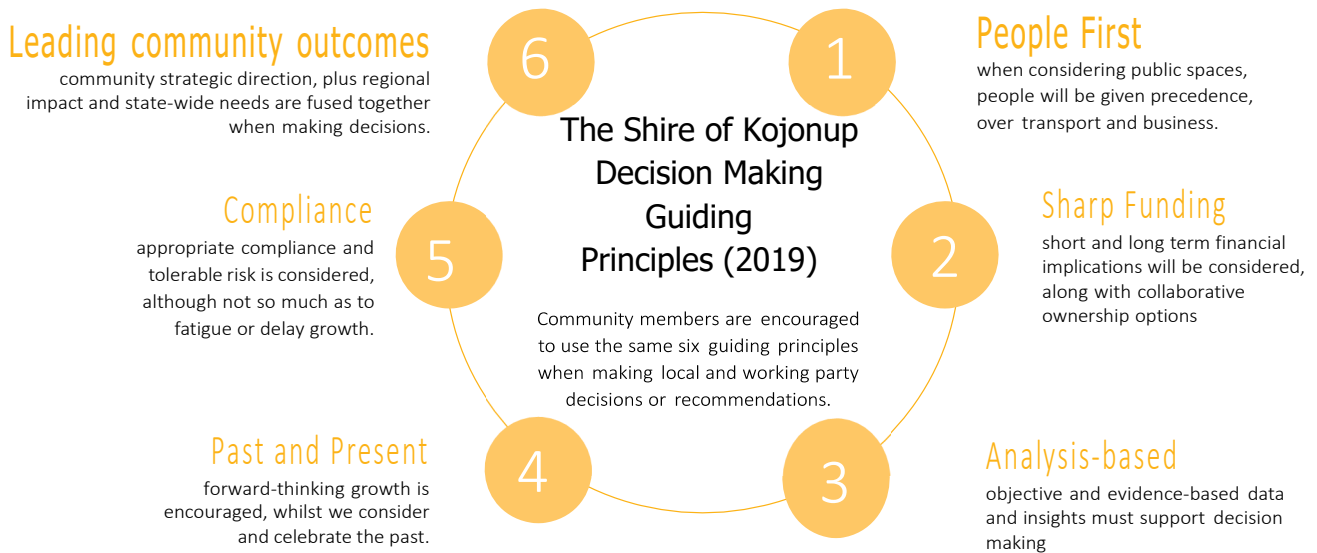 The Shire of Kojonup
Decision Making
Guiding
Principles (2019)
Community members are encouraged
to use the same six guiding principles
when making local and working party
decisions or recommendations.
1
People First
when considering public spaces,
people will be given precedence,
over transport and business.
2
Sharp Funding
short and long term financial
implications will be considered,
along with collaborative
ownership options
3
Analysis-based
objective and evidence-based data
and insights must support decision
making
4
Past and Present
forward-thinking growth is
encouraged, whilst we consider
and celebrate the past.
5
Compliance
appropriate compliance and
tolerable risk is considered,
although not so much as to
fatigue or delay growth.
6
Leading community outcomes
community strategic direction, plus regional
impact and state-wide needs are fused together
when making decisions.